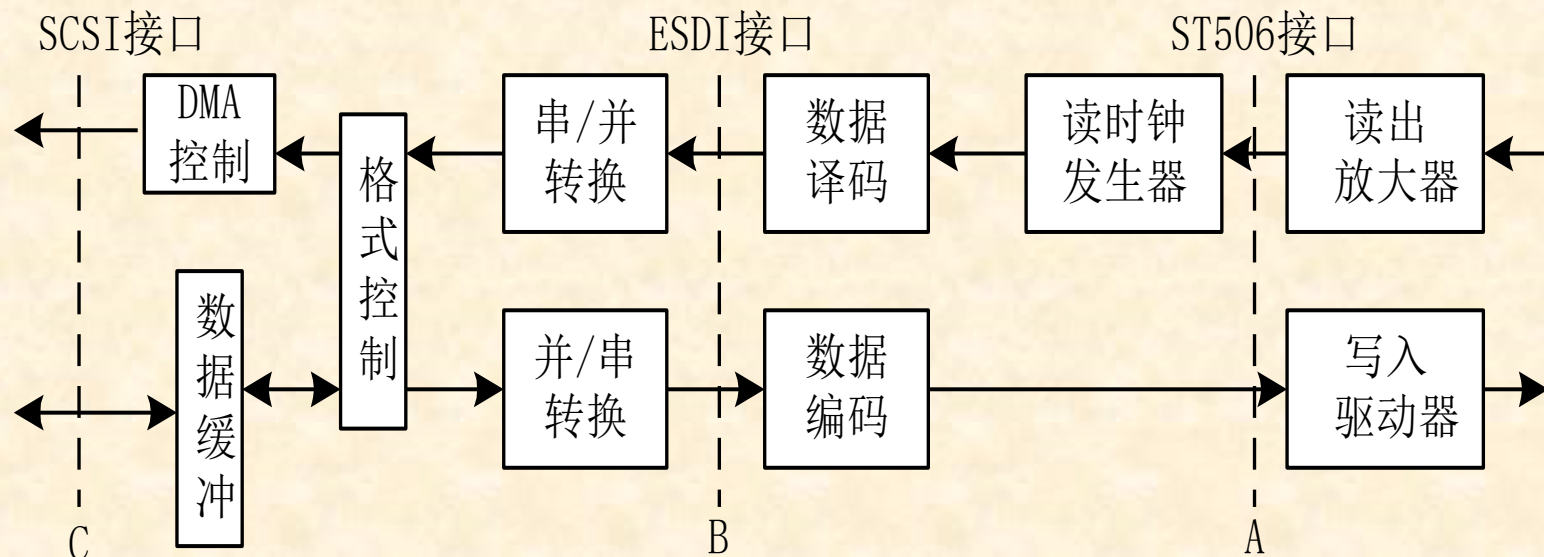 SCSI接口
ESDI接口
ST506接口
DMA
控制
格式控制
串/并
转换
数据
译码
读时钟
发生器
读出
放大器
数据缓冲
并/串
转换
数据
编码
写入
驱动器
C
B
A